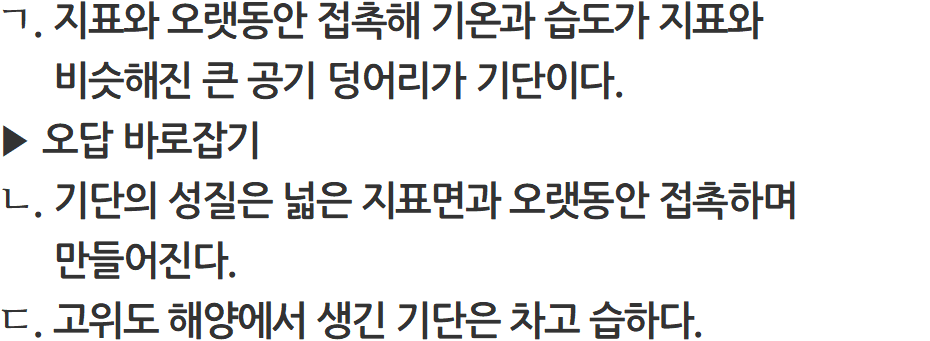 ㄱ. 지표와 오랫동안 접촉해 기온과 습도가 지표와
비슷해진 큰 공기 덩어리가 기단이다.
▶ 오답 바로잡기
ㄴ. 기단의 성질은 넓은 지표면과 오랫동안 접촉하며
만들어진다.
ㄷ. 고위도 해양에서 생긴 기단은 차고 습하다.